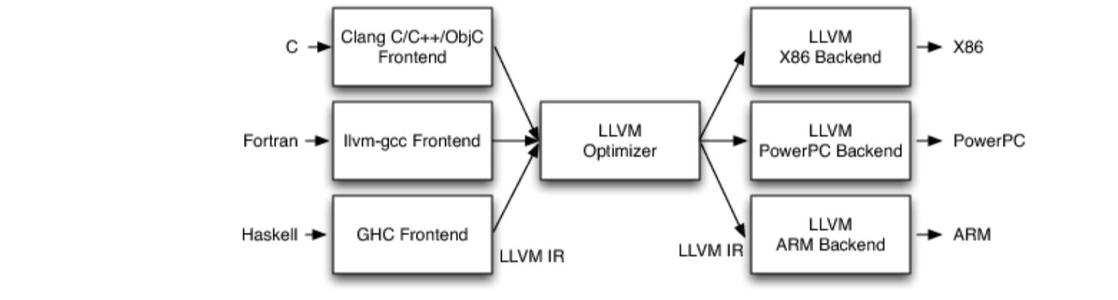 C
Clang C/C++/ObjC
Frontend
LLVM
X86 Backend
X86
Fortran
llvm-gcc Frontend
LLVM
Optimizer
LLVM
PowerPC Backend
PowerPC
Haskell
GHC Frontend
LLVM IR
LLVM IR
LLVM
ARM Backend
ARM